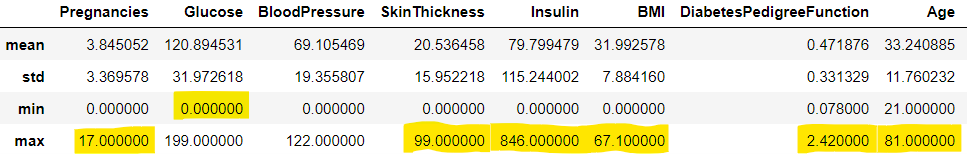 Pregnancies Glucose BloodPressure SkinThickness Insulin BMI DiabetesPedigreeFunction Age
mean 3.845052 120.894531 69.105469 20.536458 79.799479 31.992578 0.471876 33.240885
std 3.369578 31.972618 19.355807 15.952218 115.244002 7.884160 0.331329 11.760232
min 0.000000 0.000000 0.000000 0.000000 0.000000 0.000000 0.078000 21.000000
max 17.000000 199.000000 122.000000 99.000000 846.000000 67.100000 2.420000 81.000000